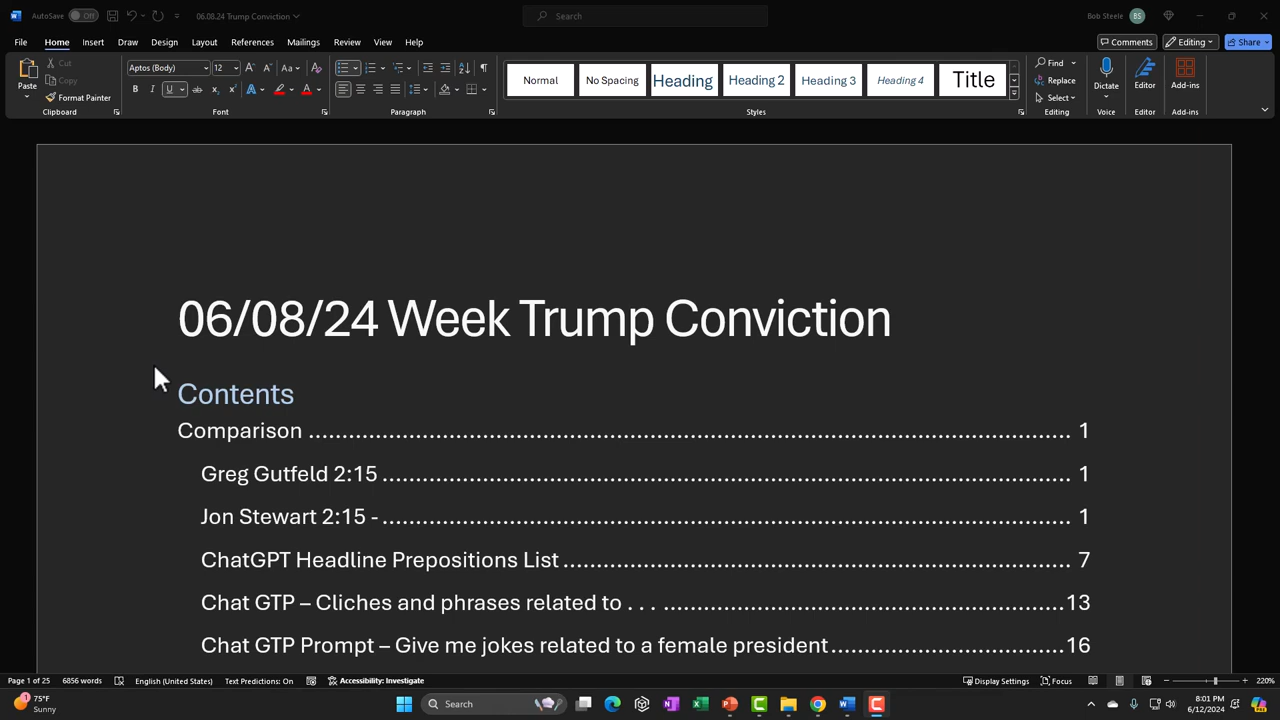 AutoSave Off 06.08.24 Trump Conviction Search Bob Steele BS
File Home Insert Draw Design Layout References Mailings Review View Help Comments Editing Share
Paste Cut Copy Format Painter
Aptos (Body) 12
Normal No Spacing Heading Heading 2 Heading 3 Heading 4 Title
Find Replace Select
Dictate Editor Add-ins
Clipboard Font Paragraph Styles Editing Voice Editor Add-ins
06/08/24 Week Trump Conviction
Contents
Comparison 1
Greg Gutfeld 2:15 1
Jon Stewart 2:15 - 1
ChatGPT Headline Prepositions List 7
Chat GTP – Cliches and phrases related to . . . 13
Chat GTP Prompt – Give me jokes related to a female president 16
Page 1 of 25 6856 words English (United States) Text Predictions: On Accessibility: Investigate Display Settings Focus 220%
75°F
Sunny
Search
8:01 PM
6/12/2024